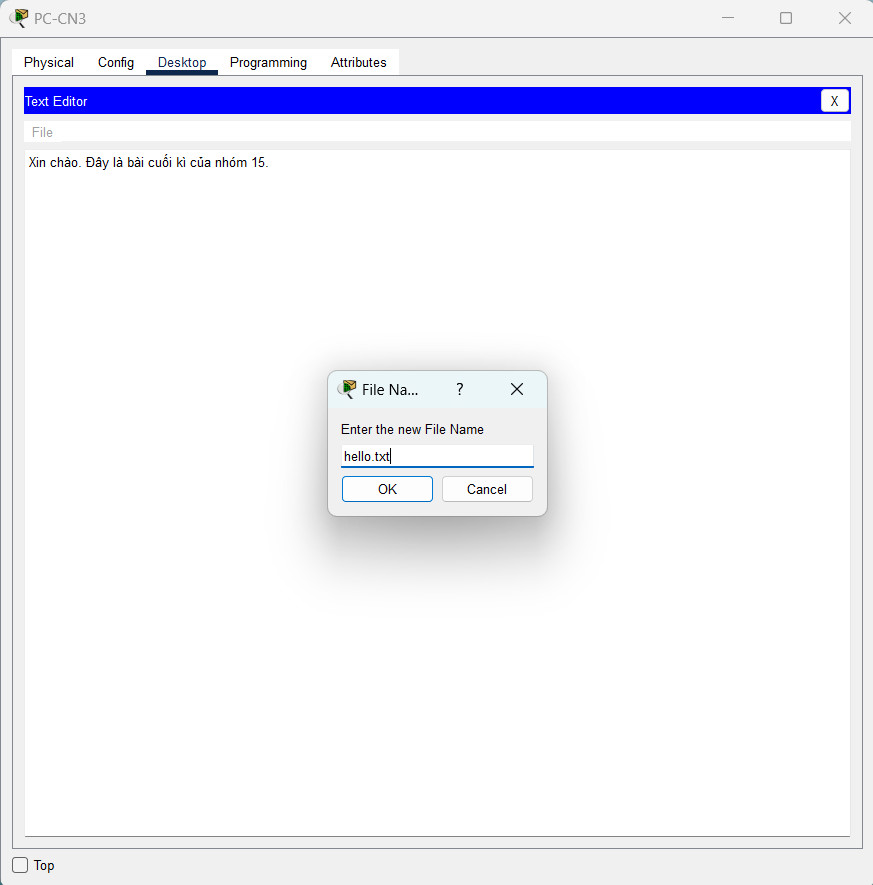 PC-CN3
Physical Config Desktop Programming Attributes
Text Editor X
File
Xin chào. Đây là bài cuối kì của nhóm 15.
File Na... ?
Enter the new File Name
hello.txt
OK Cancel
Top